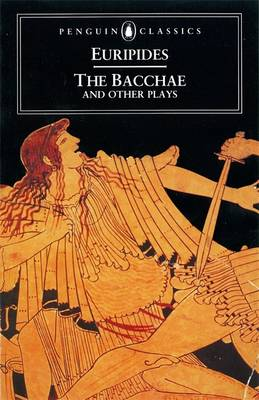 PENGUIN CLASSICS
EURIPIDES
THE BACCHAE
AND OTHER PLAYS